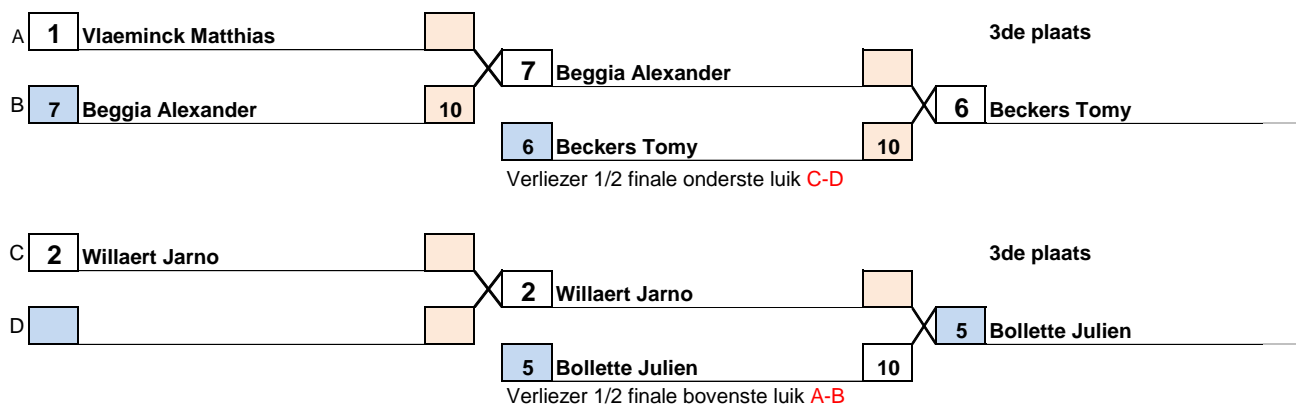 A 1 Vlaeminck Matthias 3de plaats
7 Beggia Alexander
B 7 Beggia Alexander 10 6 Beckers Tomy
6 Beckers Tomy 10
Verliezer 1/2 finale onderste luik C-D
C 2 Willaert Jarno 3de plaats
2 Willaert Jarno
D 5 Bollette Julien
5 Bollette Julien 10
Verliezer 1/2 finale bovenste luik A-B